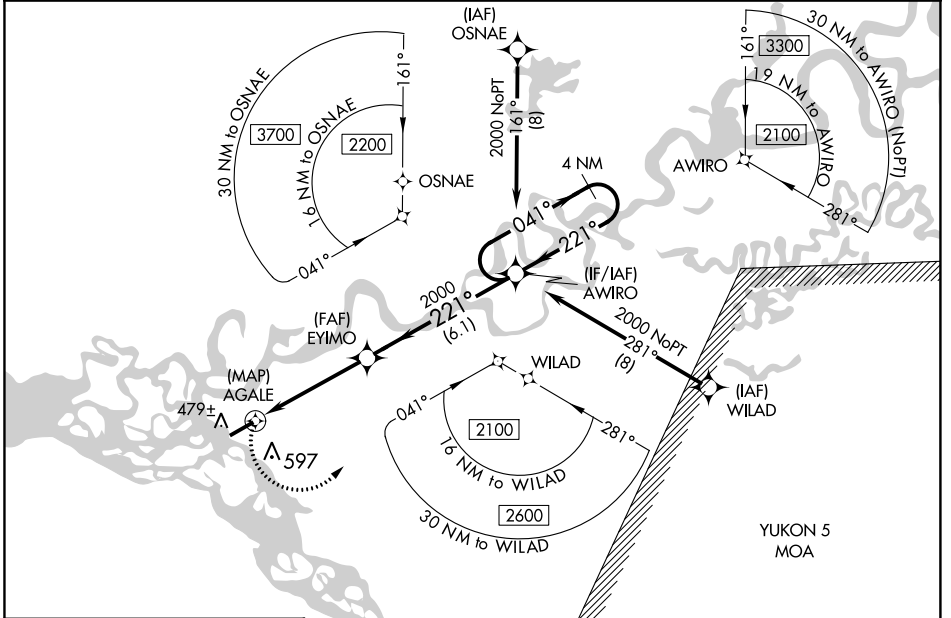 (IAF)
OSNAE
2000 NoPT
161°
(8)
30 NM to OSNAE
3700
16 NM to OSNAE
2200
161°
OSNAE
041°
30 NM to AWIRO (NoPT)
3300
161°
19 NM to AWIRO
2100
AWIRO
281°
4 NM
041°
221°
(IF/IAF)
AWIRO
2000
221°
(6.1)
(FAF)
EYIMO
2000 NoPT
281°
(8)
(IAF)
WILAD
(MAP)
AGALE
479±
597
WILAD
041°
281°
2100
16 NM to WILAD
2600
30 NM to WILAD
YUKON 5
MOA